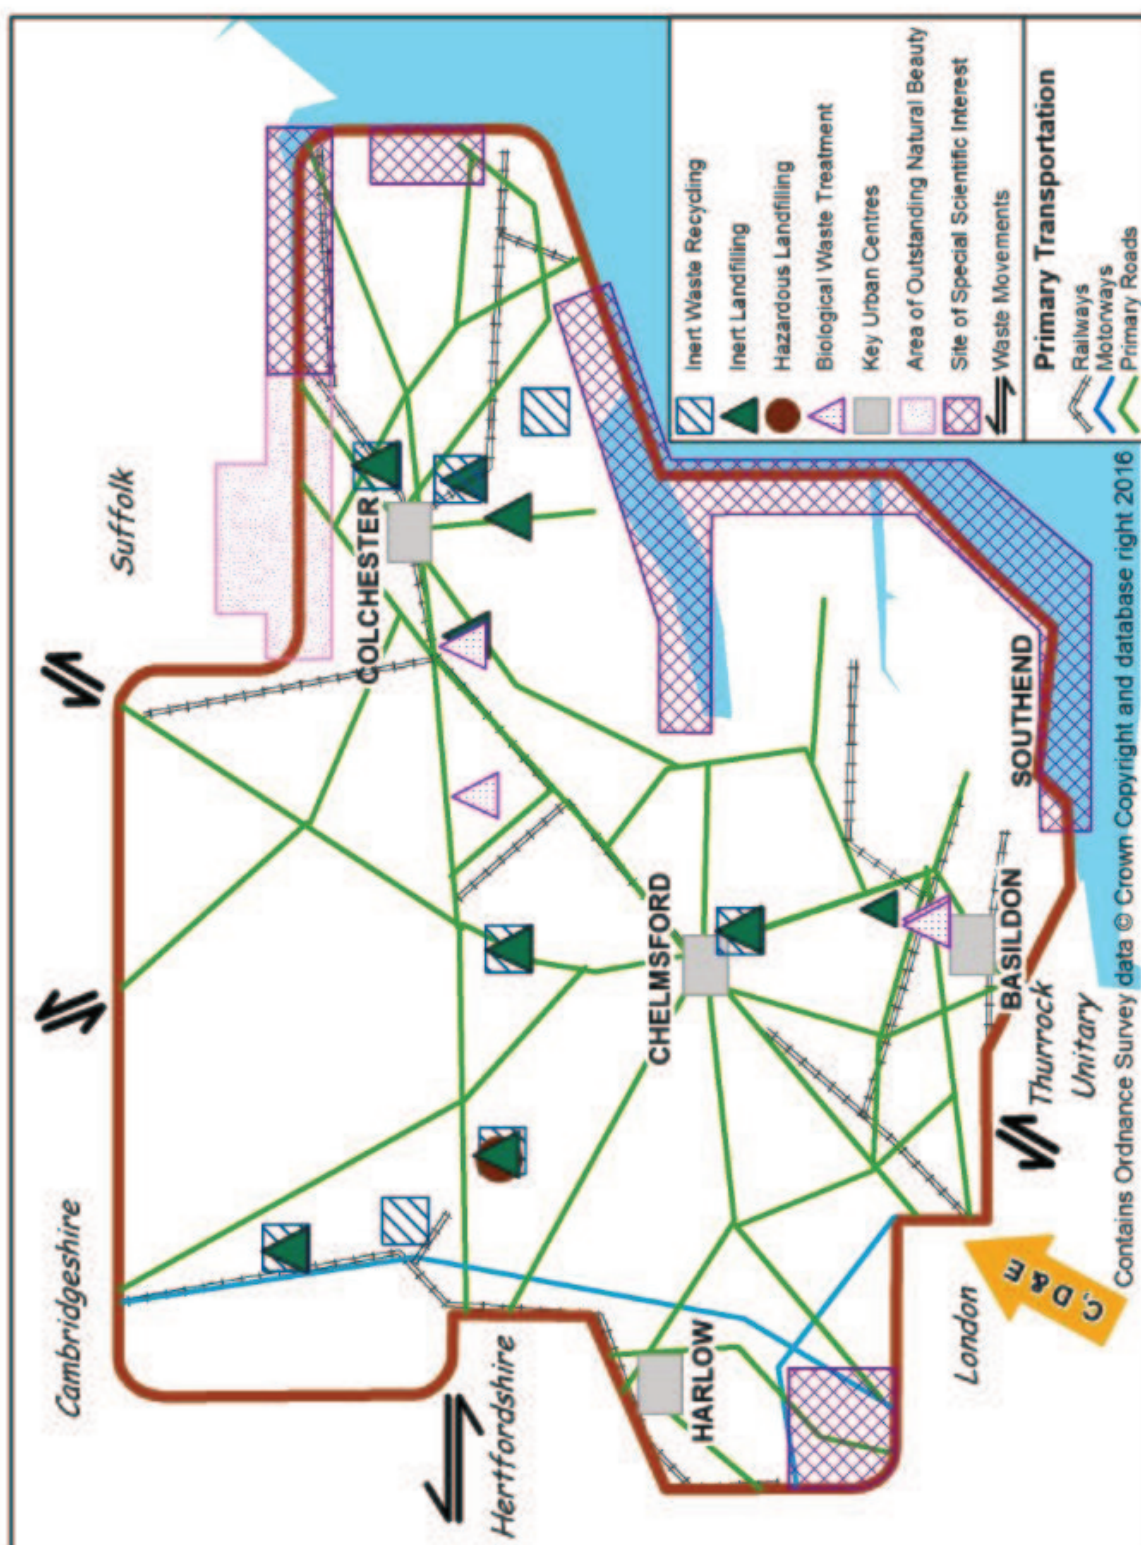 Cambridgeshire
Suffolk
Hertfordshire
London
Thurrock
Unitary
COLCHESTER
CHELMSFORD
HARLOW
BASILDON
SOUTHEND
C, D & E
Inert Waste Recycling
Inert Landfilling
Hazardous Landfilling
Biological Waste Treatment
Key Urban Centres
Area of Outstanding Natural Beauty
Site of Special Scientific Interest
Waste Movements
Primary Transportation
Railways
Motorways
Primary Roads
Contains Ordnance Survey data © Crown Copyright and database right 2016